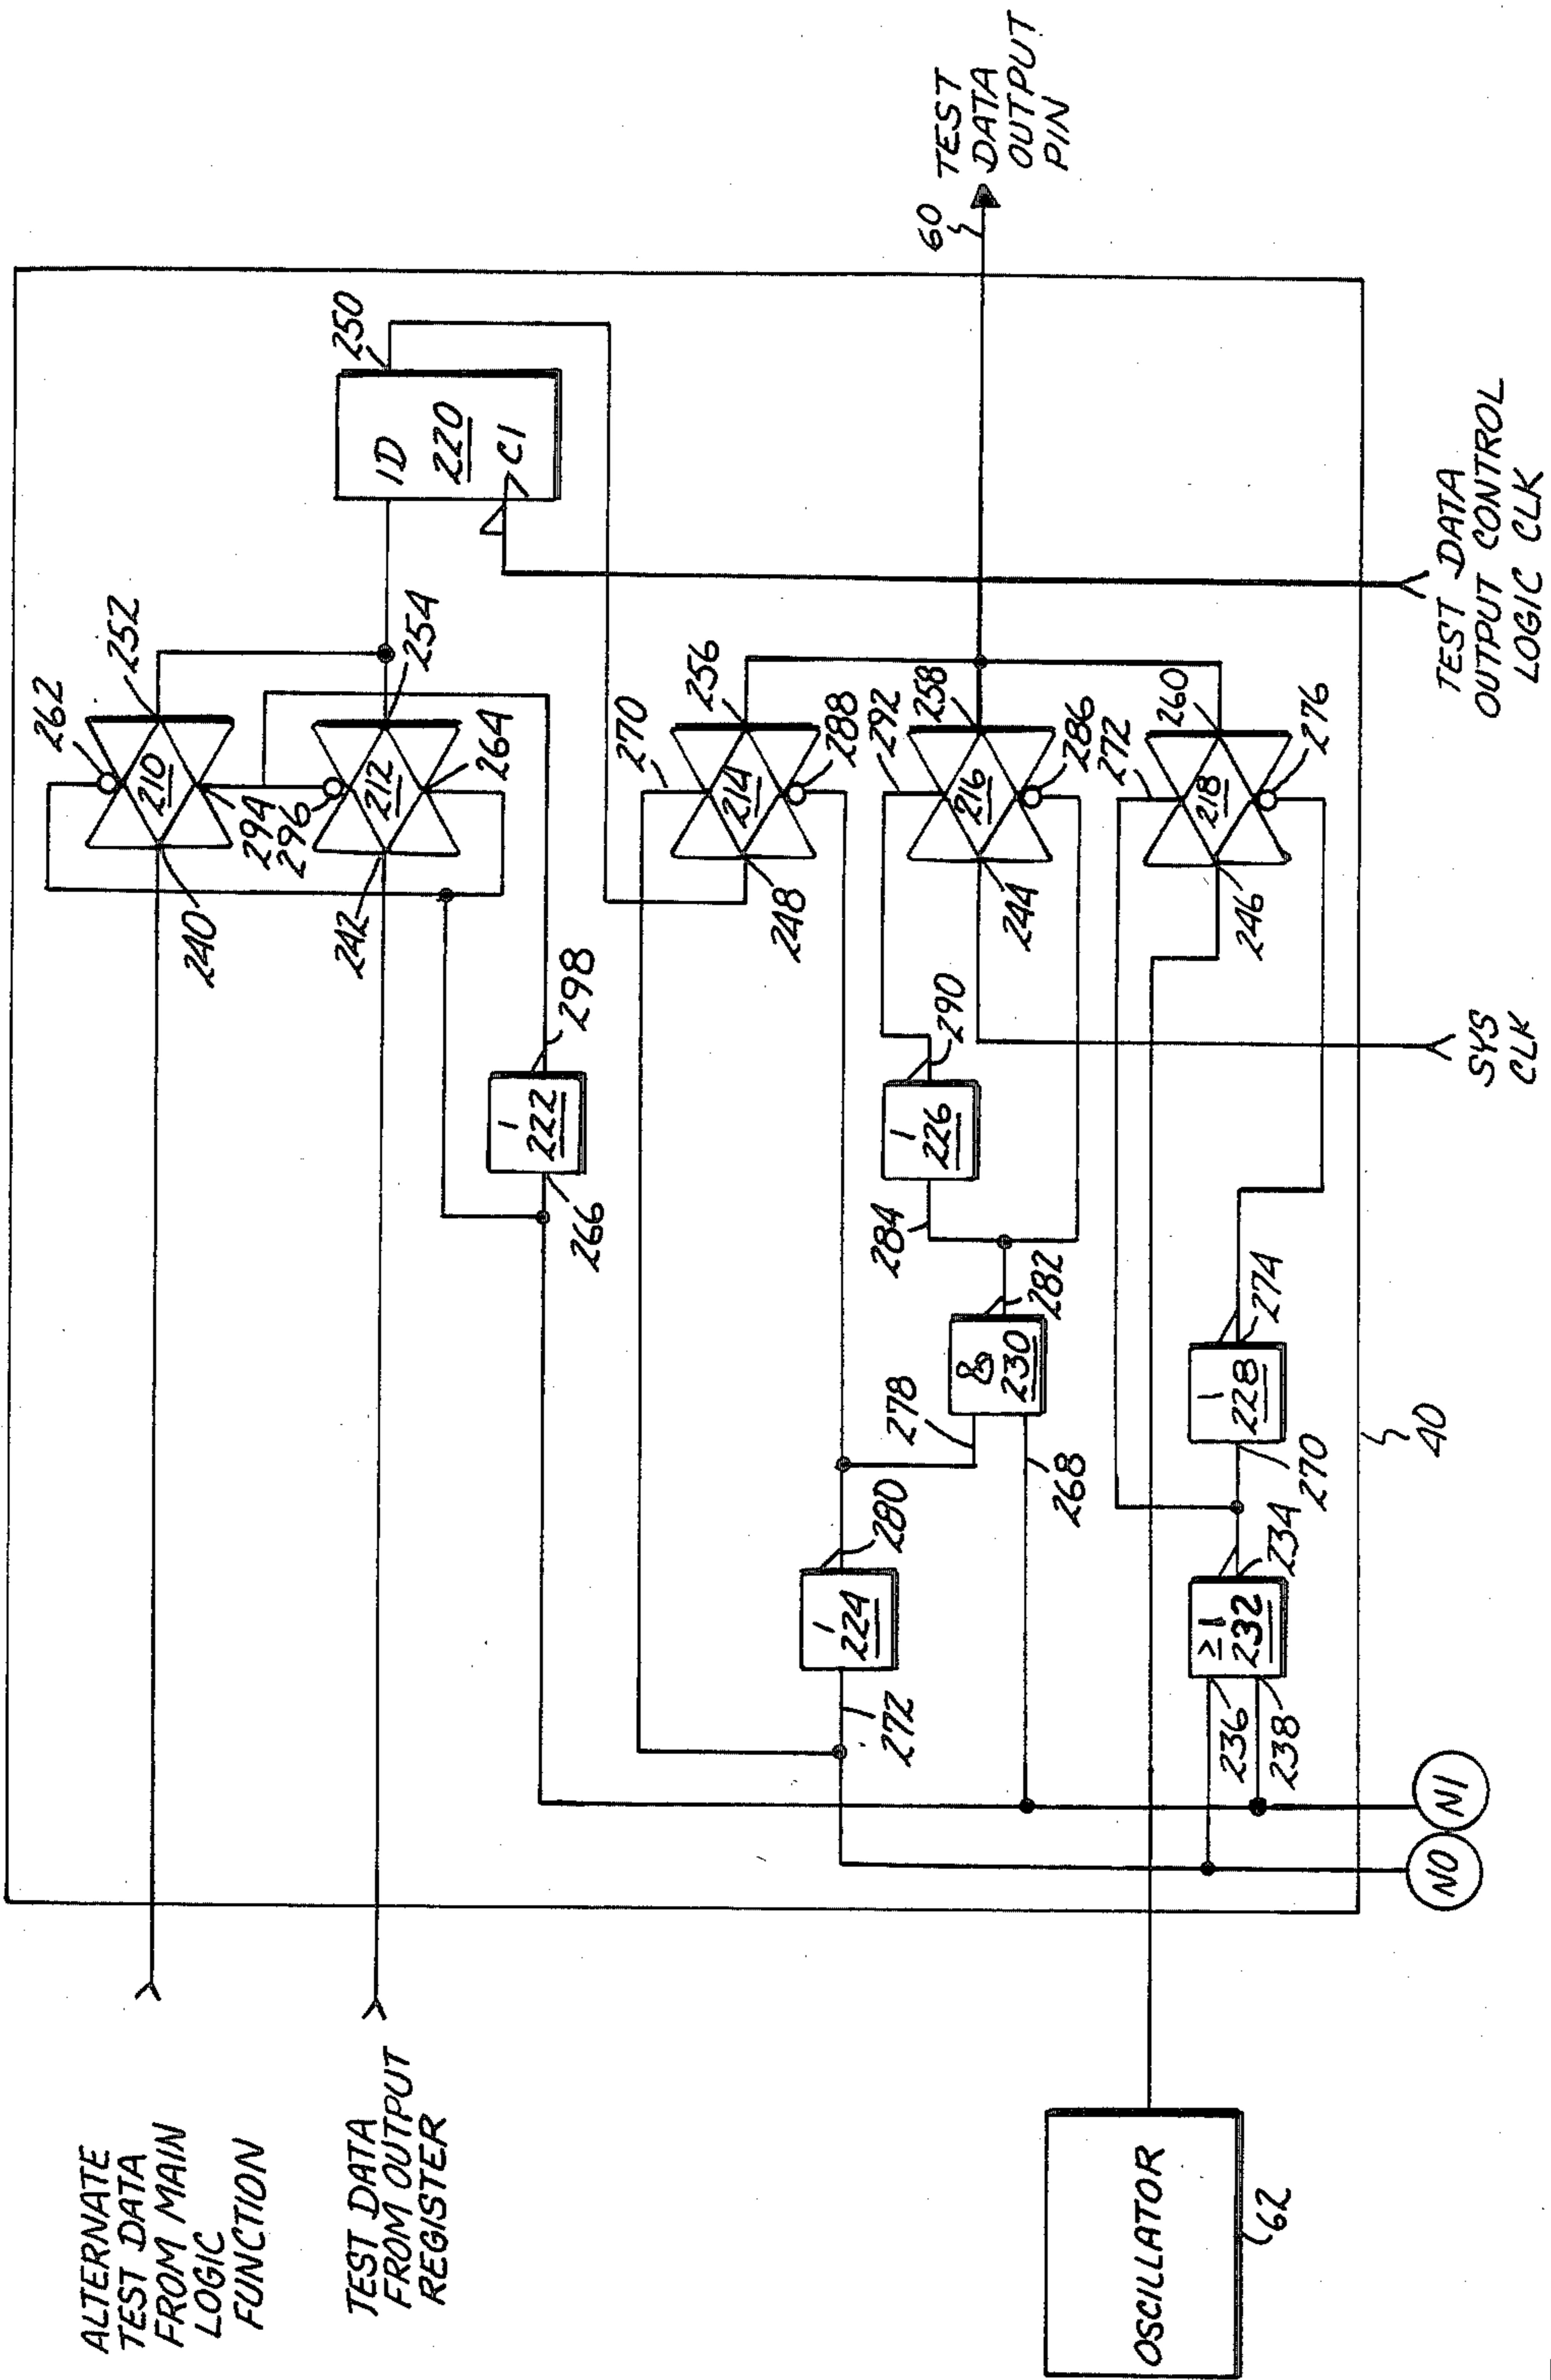 ALTERNATE
TEST DATA
FROM MAIN
LOGIC
FUNCTION
TEST DATA
FROM OUTPUT
REGISTER
OSCILLATOR
62
240
262
210
252
294
296
242
212
254
264
1D
220
C1
250
1
222
266
298
270
214
256
288
248
292
216
258
286
244
272
218
260
276
246
1
224
272
280
278
268
&
230
282
284
1
226
290
≥1
232
236
238
234
270
1
228
274
N0
N1
40
SYS
CLK
TEST DATA
OUTPUT CONTROL
LOGIC CLK
60
TEST
DATA
OUTPUT
PIN